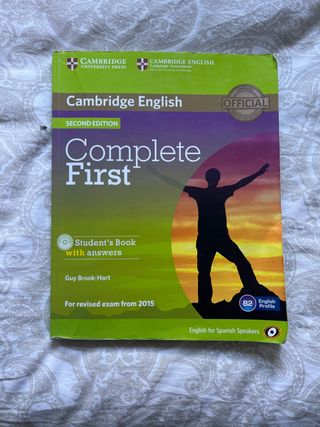 CAMBRIDGE
UNIVERSITY PRESS
CAMBRIDGE ENGLISH
Language Assessment
Cambridge English
OFFICIAL
SECOND EDITION
Complete
First
Student's Book
with answers
Guy Brook-Hart
For revised exam from 2015
B2
English
Profile
English for Spanish Speakers